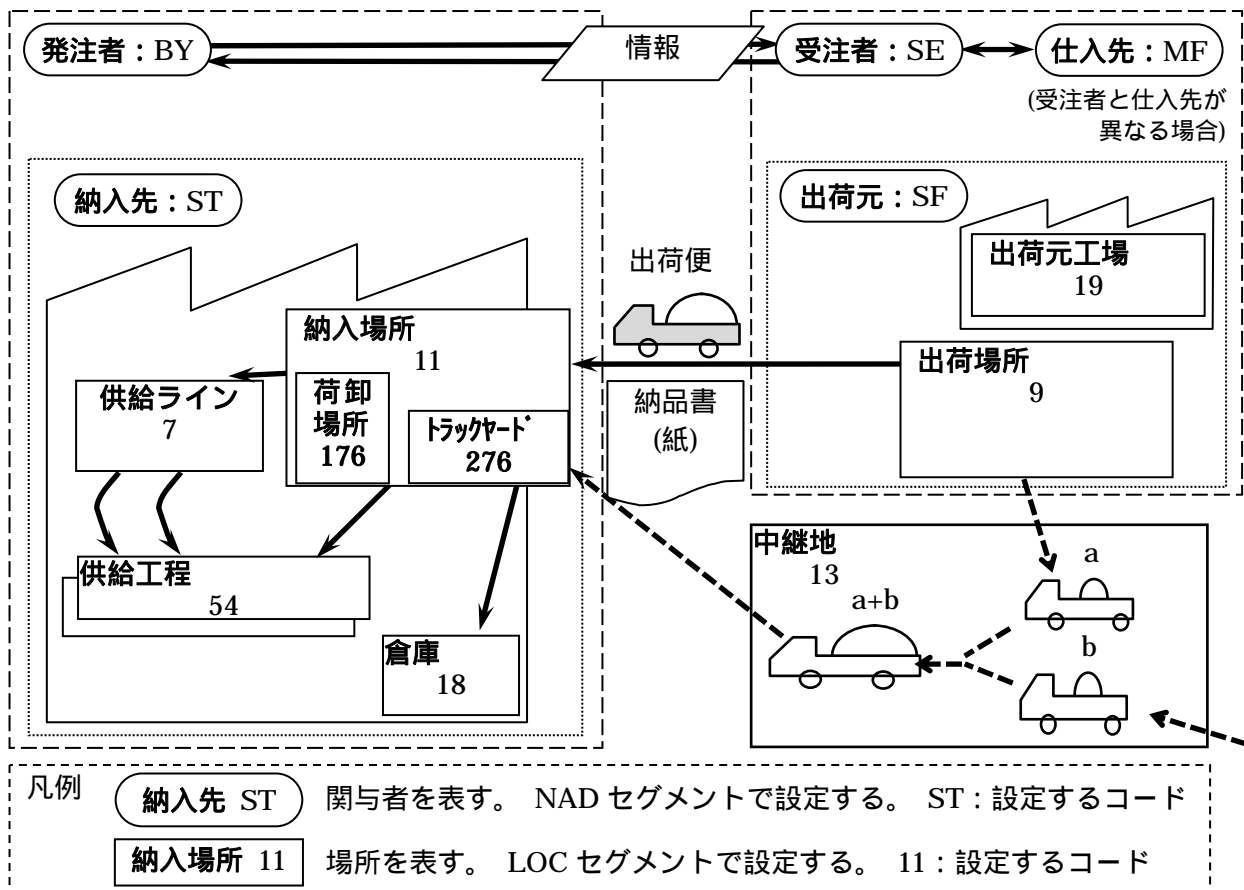 発注者：BY
情報
受注者：SE
仕入先：MF
(受注者と仕入先が
異なる場合)
納入先：ST
出荷元：SF
出荷元工場
19
出荷便
納入場所
11
出荷場所
9
供給ライン
7
荷卸
場所
176
ﾄﾗｯｸﾔｰﾄﾞ
276
納品書
(紙)
中継地
13
a
a+b
b
供給工程
54
倉庫
18
凡例
納入先 ST
関与者を表す。 NAD セグメントで設定する。 ST：設定するコード
納入場所 11
場所を表す。 LOC セグメントで設定する。 11：設定するコード